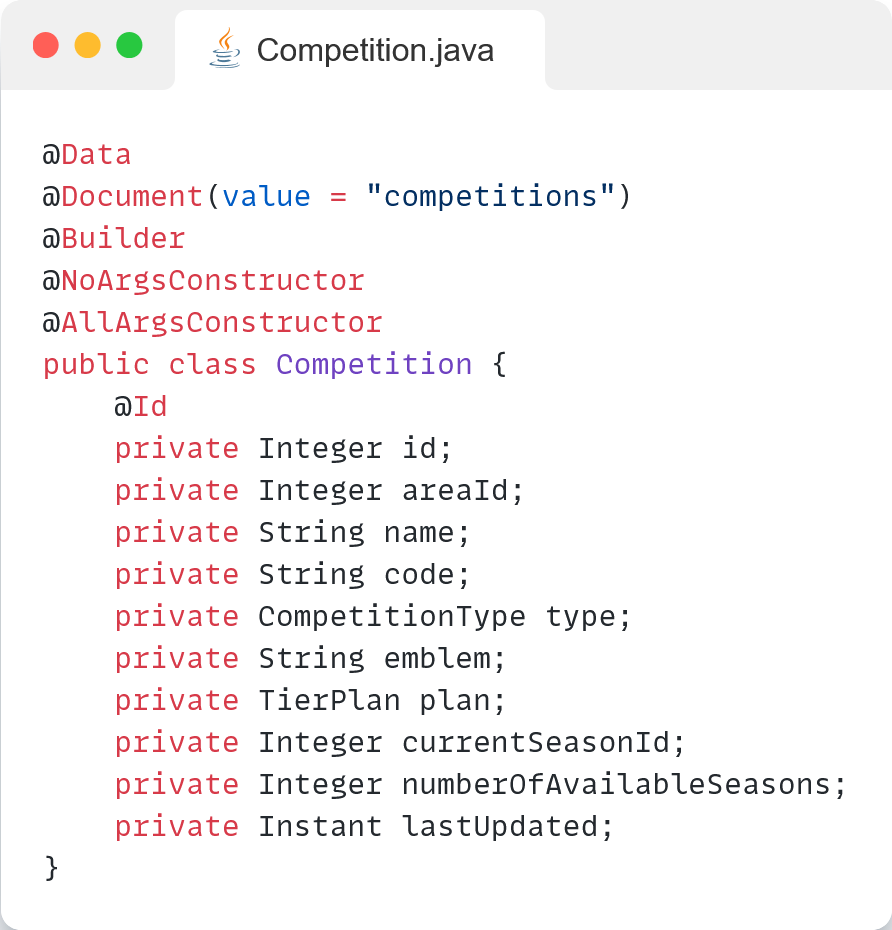 Competition.java
@Data
@Document(value = "competitions")
@Builder
@NoArgsConstructor
@AllArgsConstructor
public class Competition {
    @Id
    private Integer id;
    private Integer areaId;
    private String name;
    private String code;
    private CompetitionType type;
    private String emblem;
    private TierPlan plan;
    private Integer currentSeasonId;
    private Integer numberOfAvailableSeasons;
    private Instant lastUpdated;
}